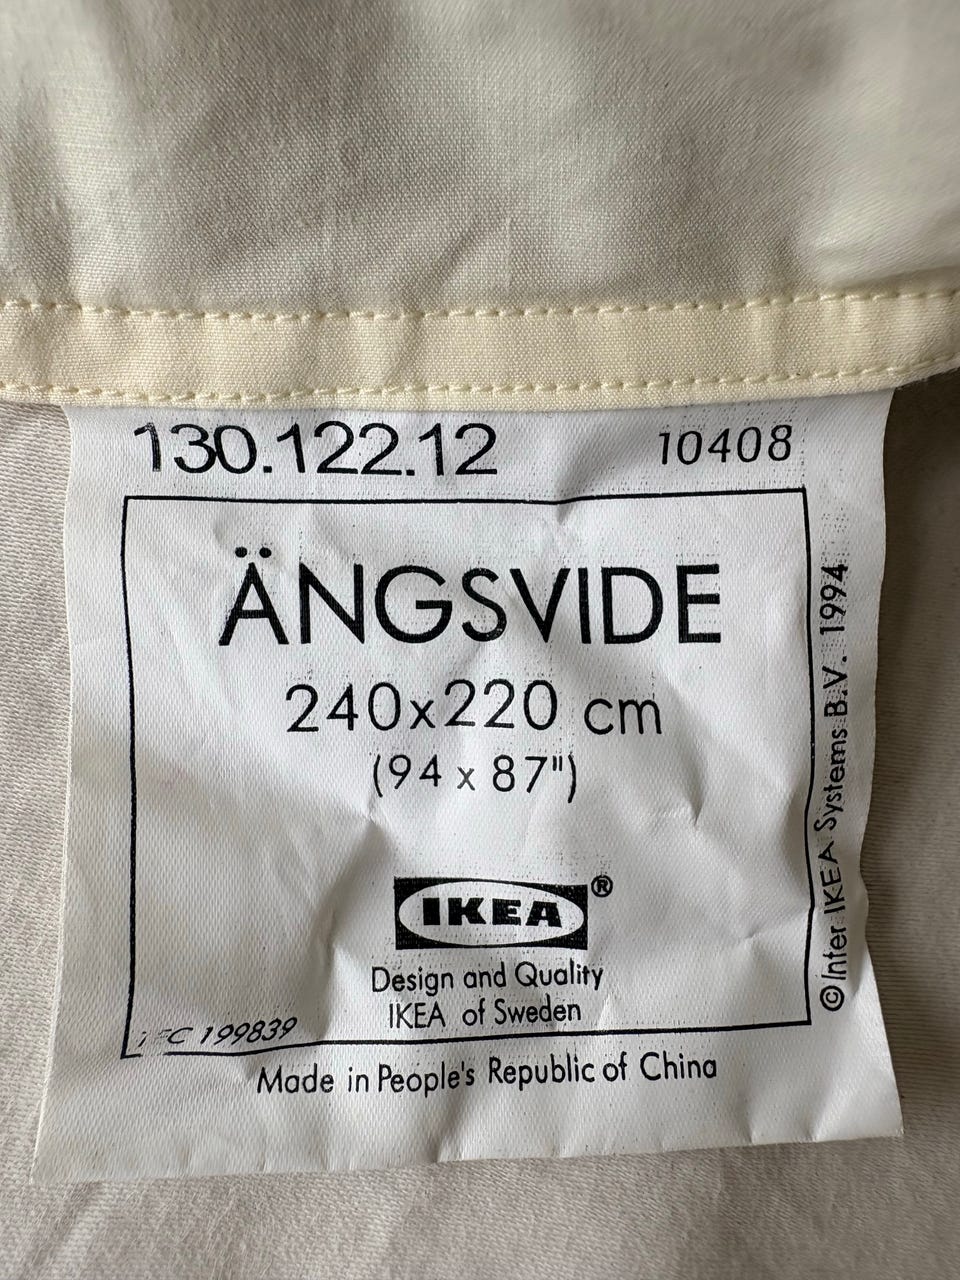 130.122.12
10408
ÄNGSVIDE
240x220 cm
(94 x 87")
IKEA®
Design and Quality
IKEA of Sweden
199839
Made in People's Republic of China
©Inter IKEA Systems B.V. 1994